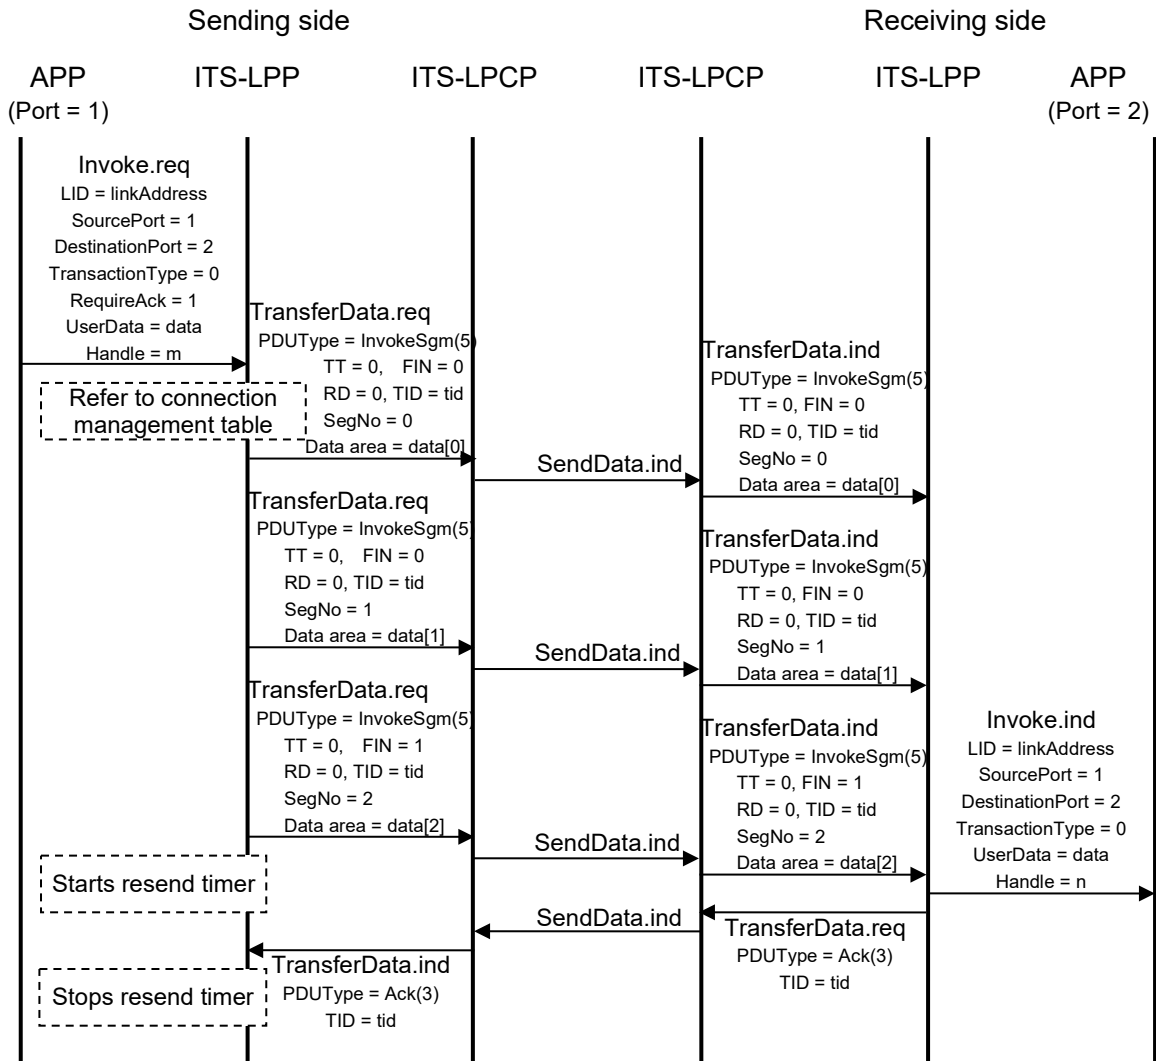 Sending side
Receiving side
APP
(Port = 1)
ITS-LPP
ITS-LPCP
ITS-LPCP
ITS-LPP
APP
(Port = 2)
Invoke.req
LID = linkAddress
SourcePort = 1
DestinationPort = 2
TransactionType = 0
RequireAck = 1
UserData = data
Handle = m
Refer to connection
management table
TransferData.req
PDUType = InvokeSgm(5)
TT = 0, FIN = 0
RD = 0, TID = tid
SegNo = 0
Data area = data[0]
SendData.ind
TransferData.ind
PDUType = InvokeSgm(5)
TT = 0, FIN = 0
RD = 0, TID = tid
SegNo = 0
Data area = data[0]
TransferData.req
PDUType = InvokeSgm(5)
TT = 0, FIN = 0
RD = 0, TID = tid
SegNo = 1
Data area = data[1]
SendData.ind
TransferData.ind
PDUType = InvokeSgm(5)
TT = 0, FIN = 0
RD = 0, TID = tid
SegNo = 1
Data area = data[1]
TransferData.req
PDUType = InvokeSgm(5)
TT = 0, FIN = 1
RD = 0, TID = tid
SegNo = 2
Data area = data[2]
SendData.ind
TransferData.ind
PDUType = InvokeSgm(5)
TT = 0, FIN = 1
RD = 0, TID = tid
SegNo = 2
Data area = data[2]
Invoke.ind
LID = linkAddress
SourcePort = 1
DestinationPort = 2
TransactionType = 0
UserData = data
Handle = n
Starts resend timer
SendData.ind
TransferData.req
PDUType = Ack(3)
TID = tid
TransferData.ind
PDUType = Ack(3)
TID = tid
Stops resend timer